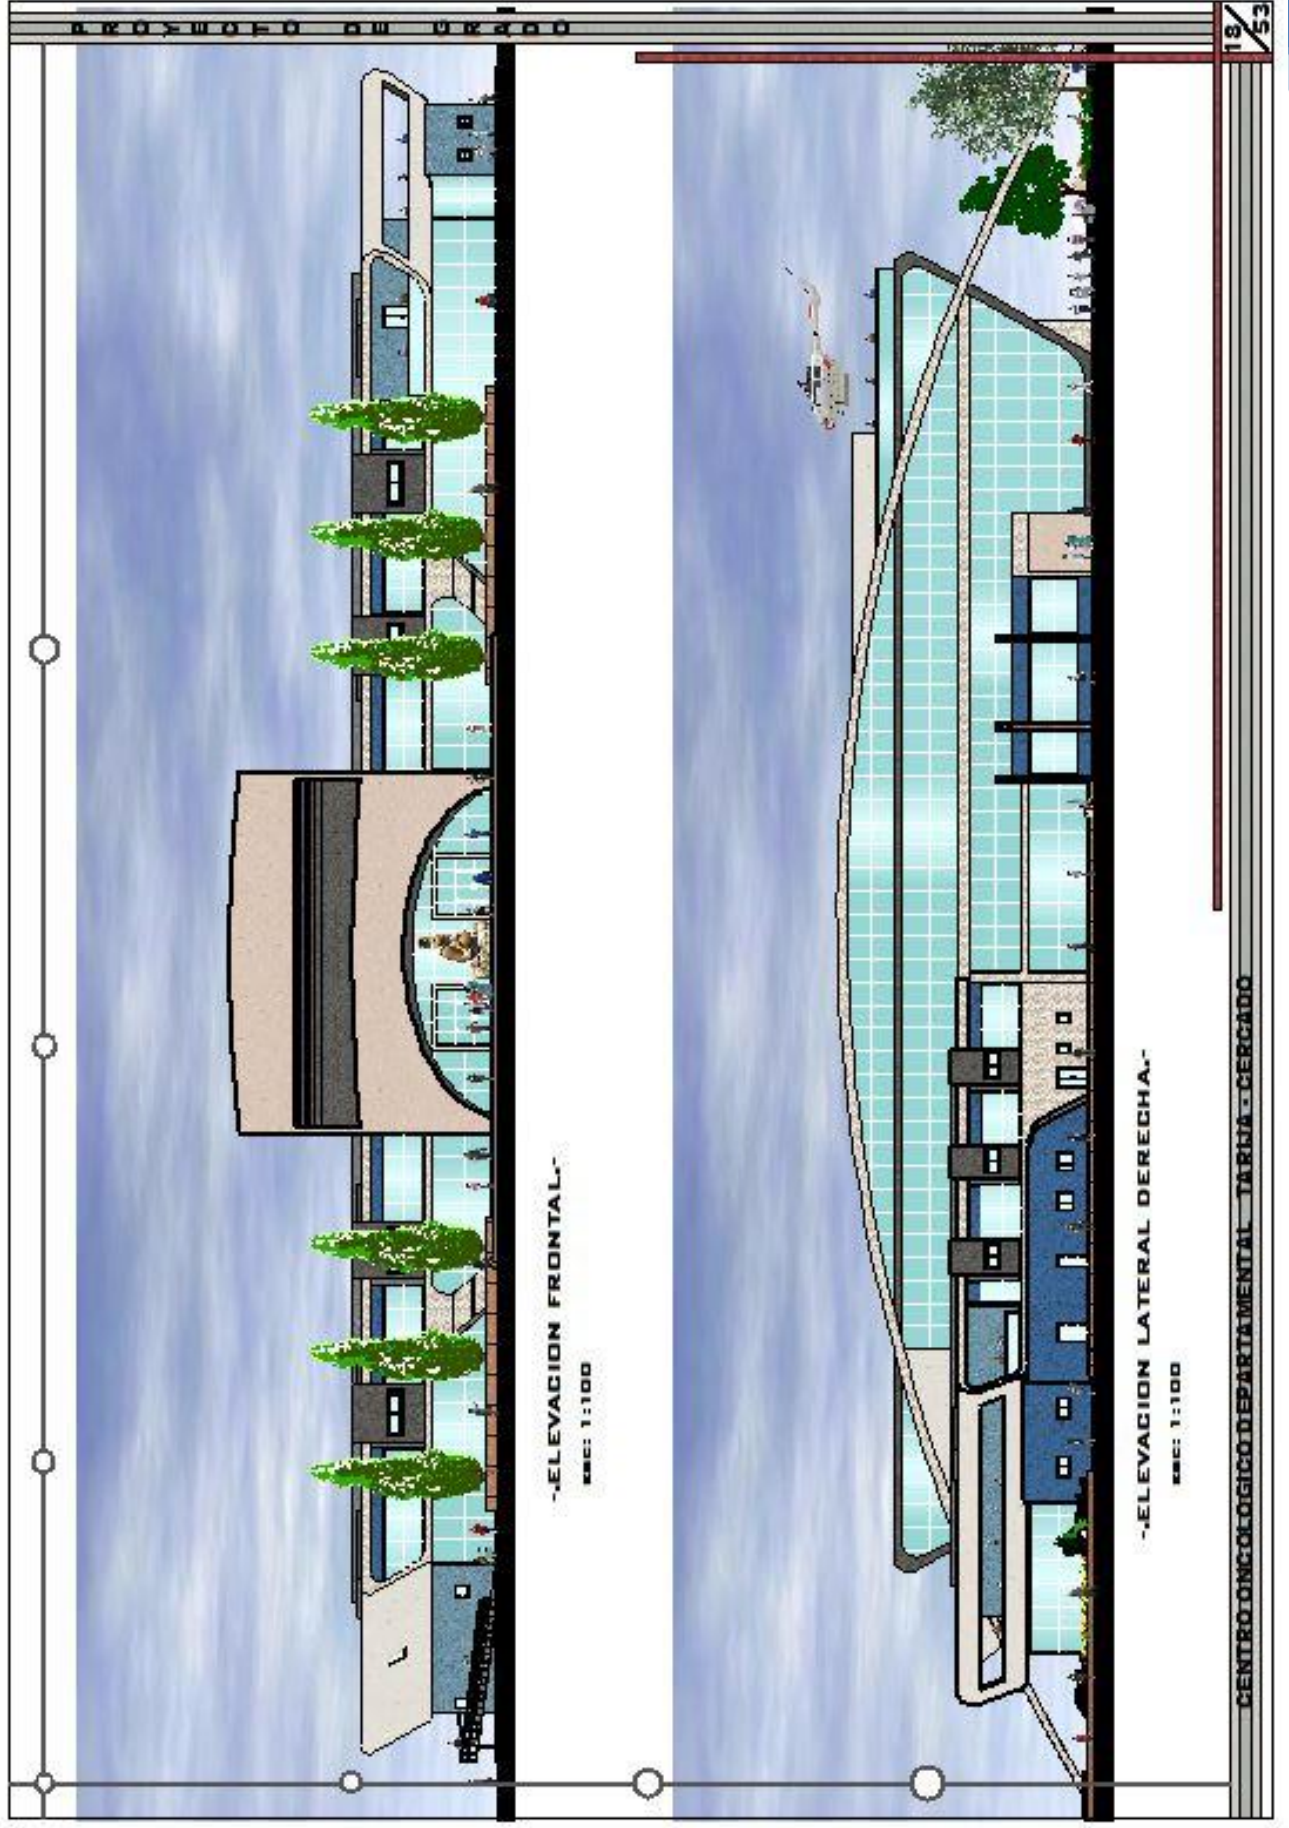 PROYECTO DE GRADO
-.ELEVACION FRONTAL.-
ESC: 1:100
-.ELEVACION LATERAL DERECHA.-
ESC: 1:100
CENTRO ONCOLOGICO DEPARTAMENTAL TARIJA - CERCADO
18/53